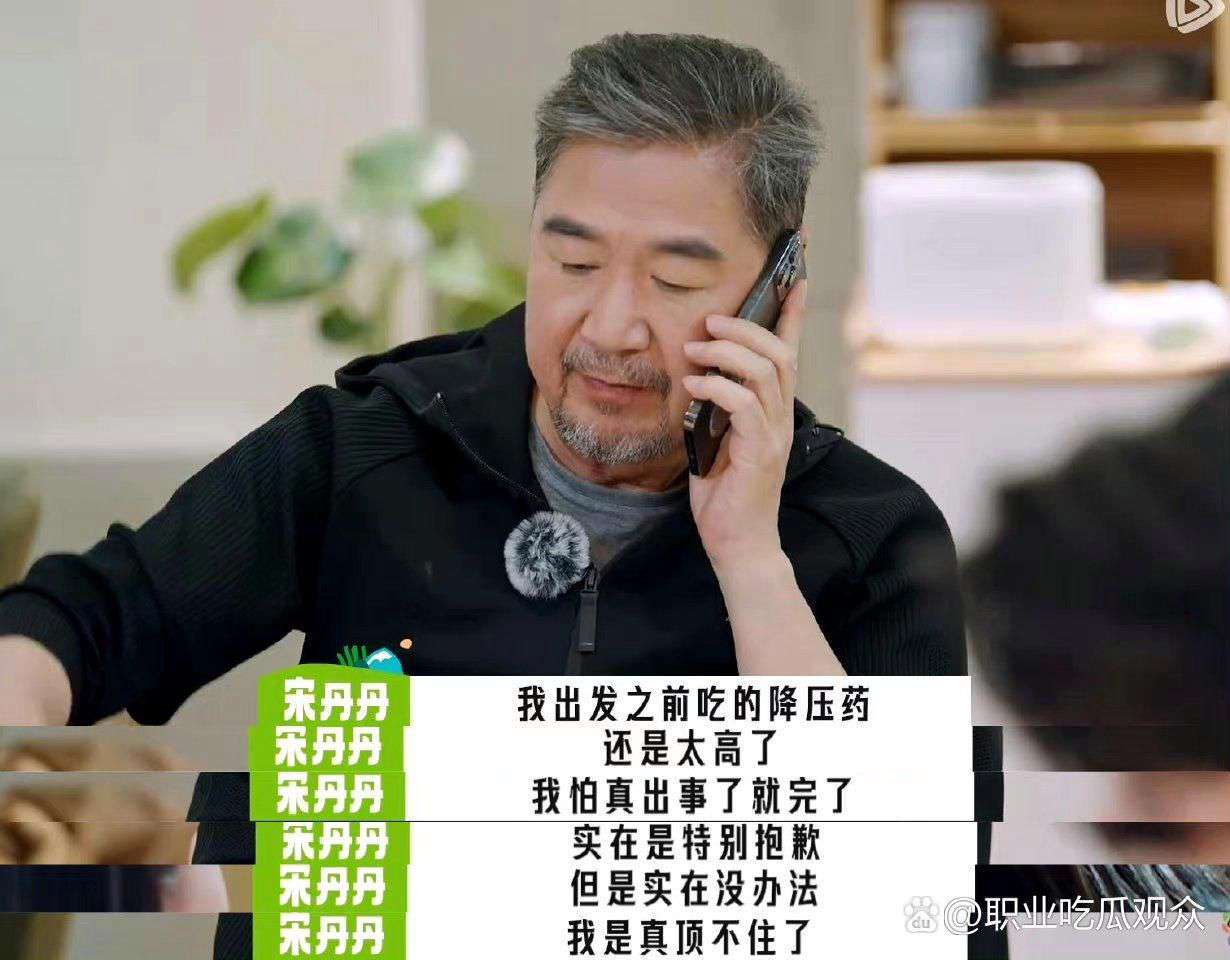 宋丹丹 我出发之前吃的降压药
宋丹丹 还是太高了
宋丹丹 我怕真出事了就完了
宋丹丹 实在是特别抱歉
宋丹丹 但是实在没办法
宋丹丹 我是真顶不住了
@职业吃瓜观众